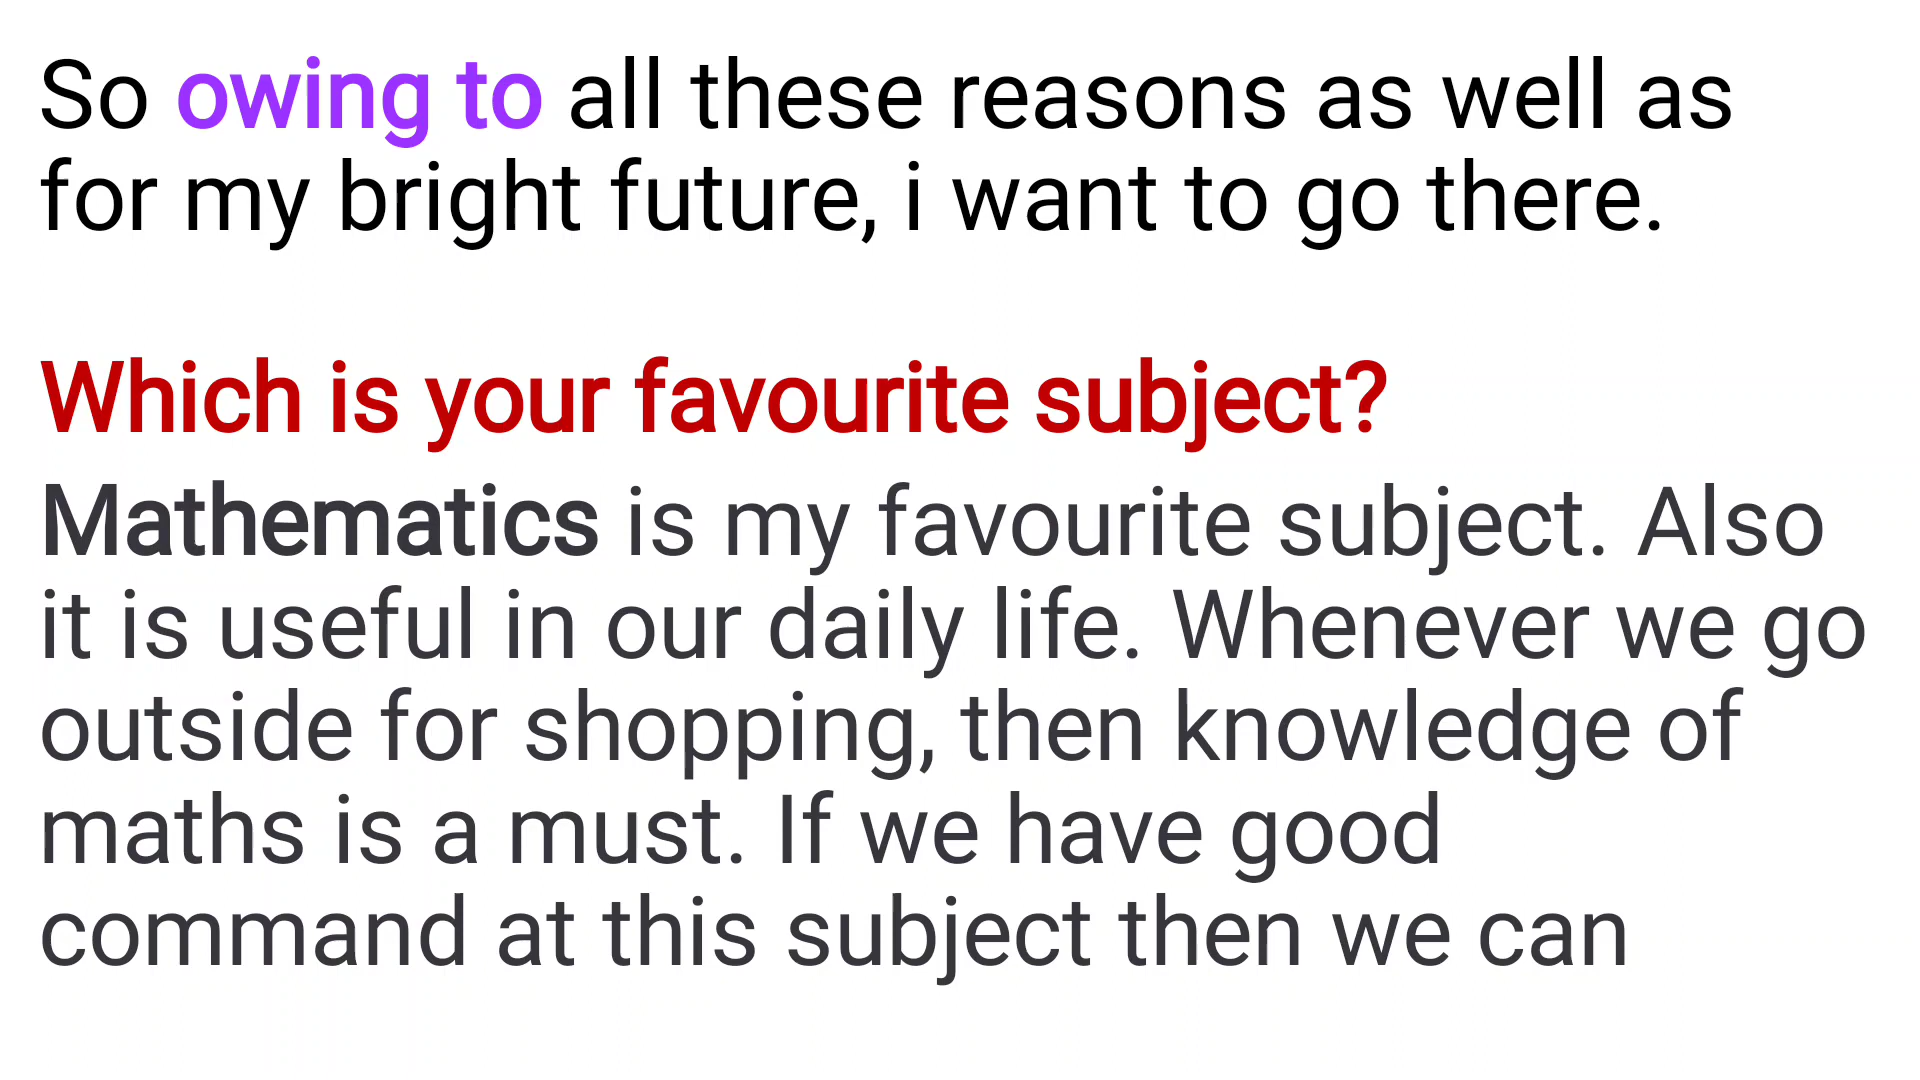 So owing to all these reasons as well as
for my bright future, i want to go there.
Which is your favourite subject?
Mathematics is my favourite subject. Also
it is useful in our daily life. Whenever we go
outside for shopping, then knowledge of
maths is a must. If we have good
command at this subject then we can